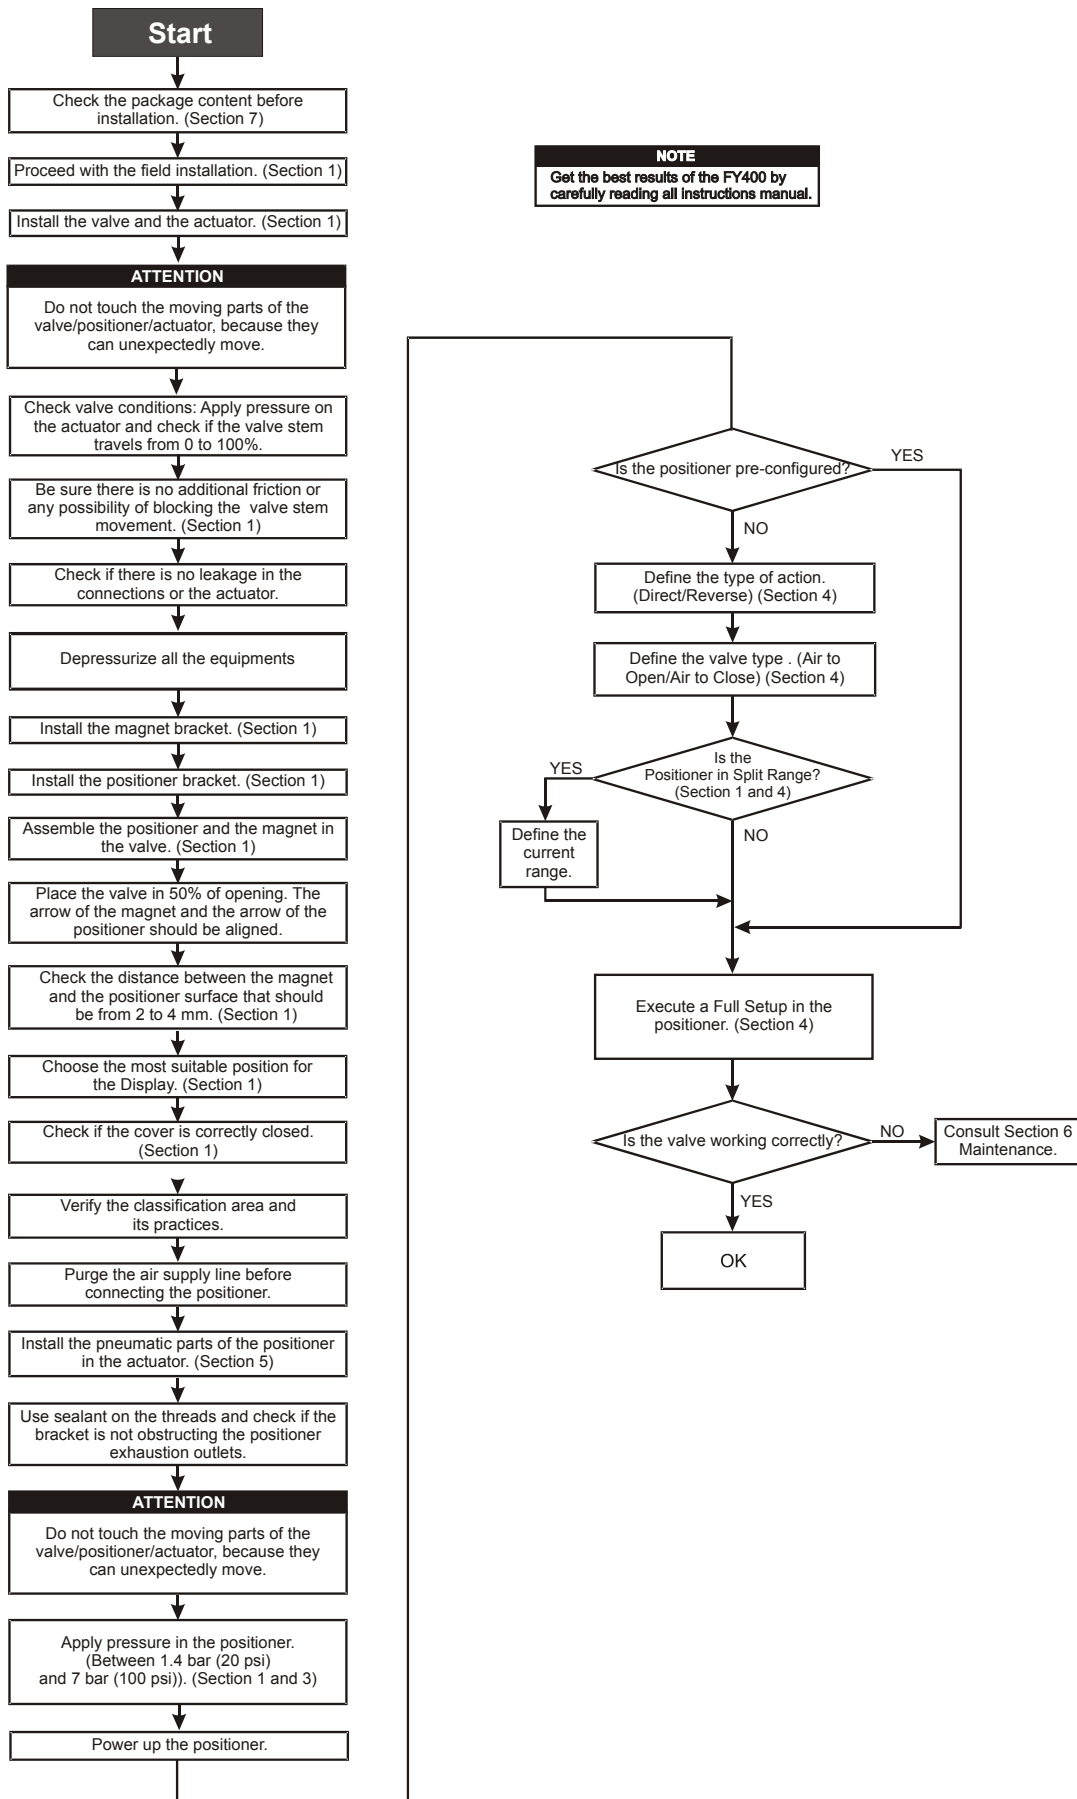 Start
Check the package content before
installation. (Section 7)
Proceed with the field installation. (Section 1)
Install the valve and the actuator. (Section 1)
ATTENTION
Do not touch the moving parts of the
valve/positioner/actuator, because they
can unexpectedly move.
Check valve conditions: Apply pressure on
the actuator and check if the valve stem
travels from 0 to 100%.
Be sure there is no additional friction or
any possibility of blocking the valve stem
movement. (Section 1)
Check if there is no leakage in the
connections or the actuator.
Depressurize all the equipments
Install the magnet bracket. (Section 1)
Install the positioner bracket. (Section 1)
Assemble the positioner and the magnet in
the valve. (Section 1)
Place the valve in 50% of opening. The
arrow of the magnet and the arrow of the
positioner should be aligned.
Check the distance between the magnet
and the positioner surface that should
be from 2 to 4 mm. (Section 1)
Choose the most suitable position for
the Display. (Section 1)
Check if the cover is correctly closed.
(Section 1)
Verify the classification area and
its practices.
Purge the air supply line before
connecting the positioner.
Install the pneumatic parts of the positioner
in the actuator. (Section 5)
Use sealant on the threads and check if the
bracket is not obstructing the positioner
exhaustion outlets.
ATTENTION
Do not touch the moving parts of the
valve/positioner/actuator, because they
can unexpectedly move.
Apply pressure in the positioner.
(Between 1.4 bar (20 psi)
and 7 bar (100 psi)). (Section 1 and 3)
Power up the positioner.
NOTE
Get the best results of the FY400 by
carefully reading all instructions manual.
Is the positioner pre-configured?
YES
NO
Define the type of action.
(Direct/Reverse) (Section 4)
Define the valve type . (Air to
Open/Air to Close) (Section 4)
Is the
Positioner in Split Range?
(Section 1 and 4)
YES
NO
Define the
current
range.
Execute a Full Setup in the
positioner. (Section 4)
Is the valve working correctly?
NO
Consult Section 6
Maintenance.
YES
OK